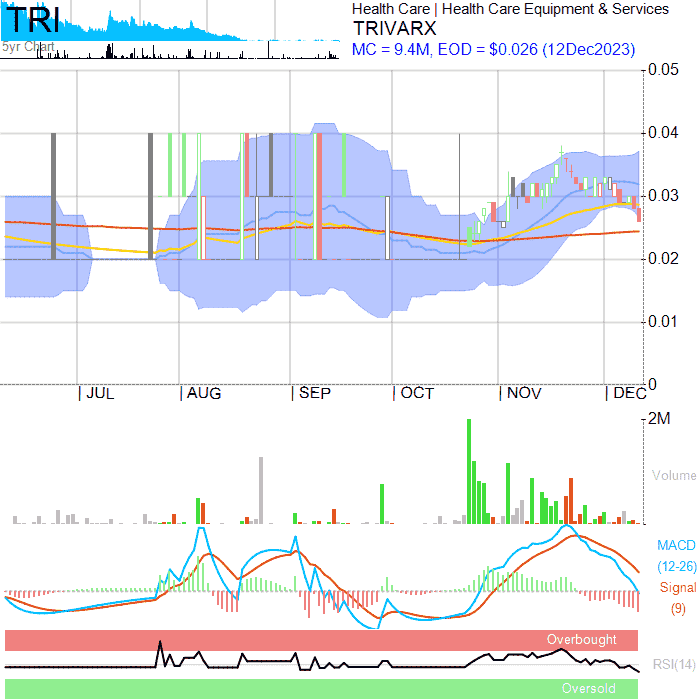 TRI
5yr Chart
Health Care | Health Care Equipment & Services
TRIVARX
MC = 9.4M, EOD = $0.026 (12Dec2023)
0.05
0.04
0.03
0.02
0.01
0
| JUL | AUG | SEP | OCT | NOV | DEC
2M
Volume
MACD
(12-26)
Signal
(9)
Overbought
RSI(14)
Oversold